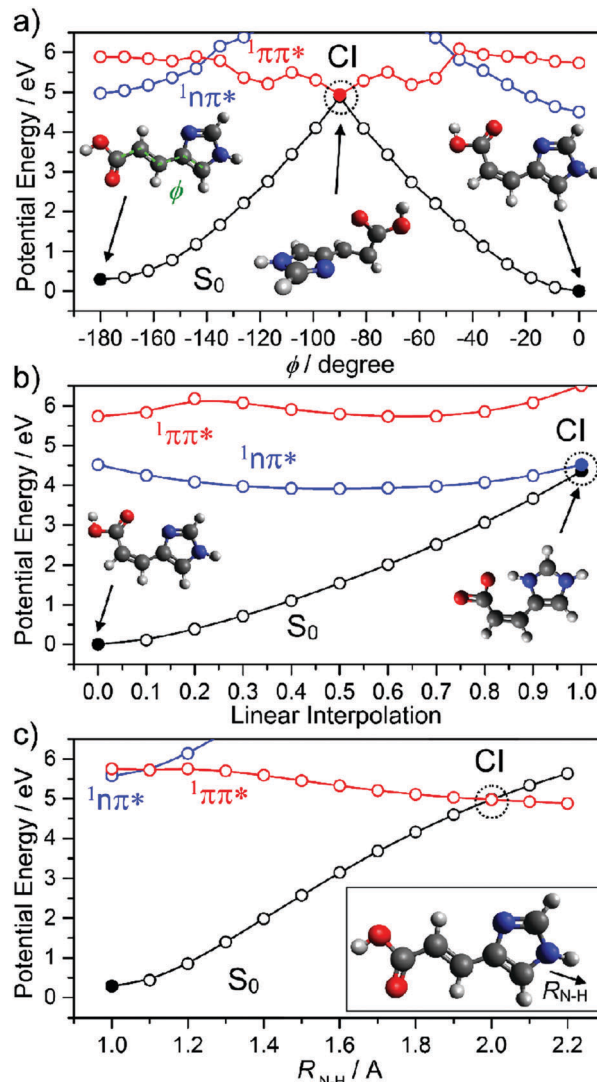 a)
Potential Energy / eV
6
5
4
3
2
1
0
¹ππ*
CI
¹nπ*
ϕ
S₀
-180 -160 -140 -120 -100 -80 -60 -40 -20 0
ϕ / degree
b)
Potential Energy / eV
6
5
4
3
2
1
0
¹ππ*
¹nπ*
CI
S₀
0.0 0.1 0.2 0.3 0.4 0.5 0.6 0.7 0.8 0.9 1.0
Linear Interpolation
c)
Potential Energy / eV
6
5
4
3
2
1
0
¹nπ*
¹ππ*
CI
S₀
R_N-H
1.0 1.2 1.4 1.6 1.8 2.0 2.2
R_N-H / A